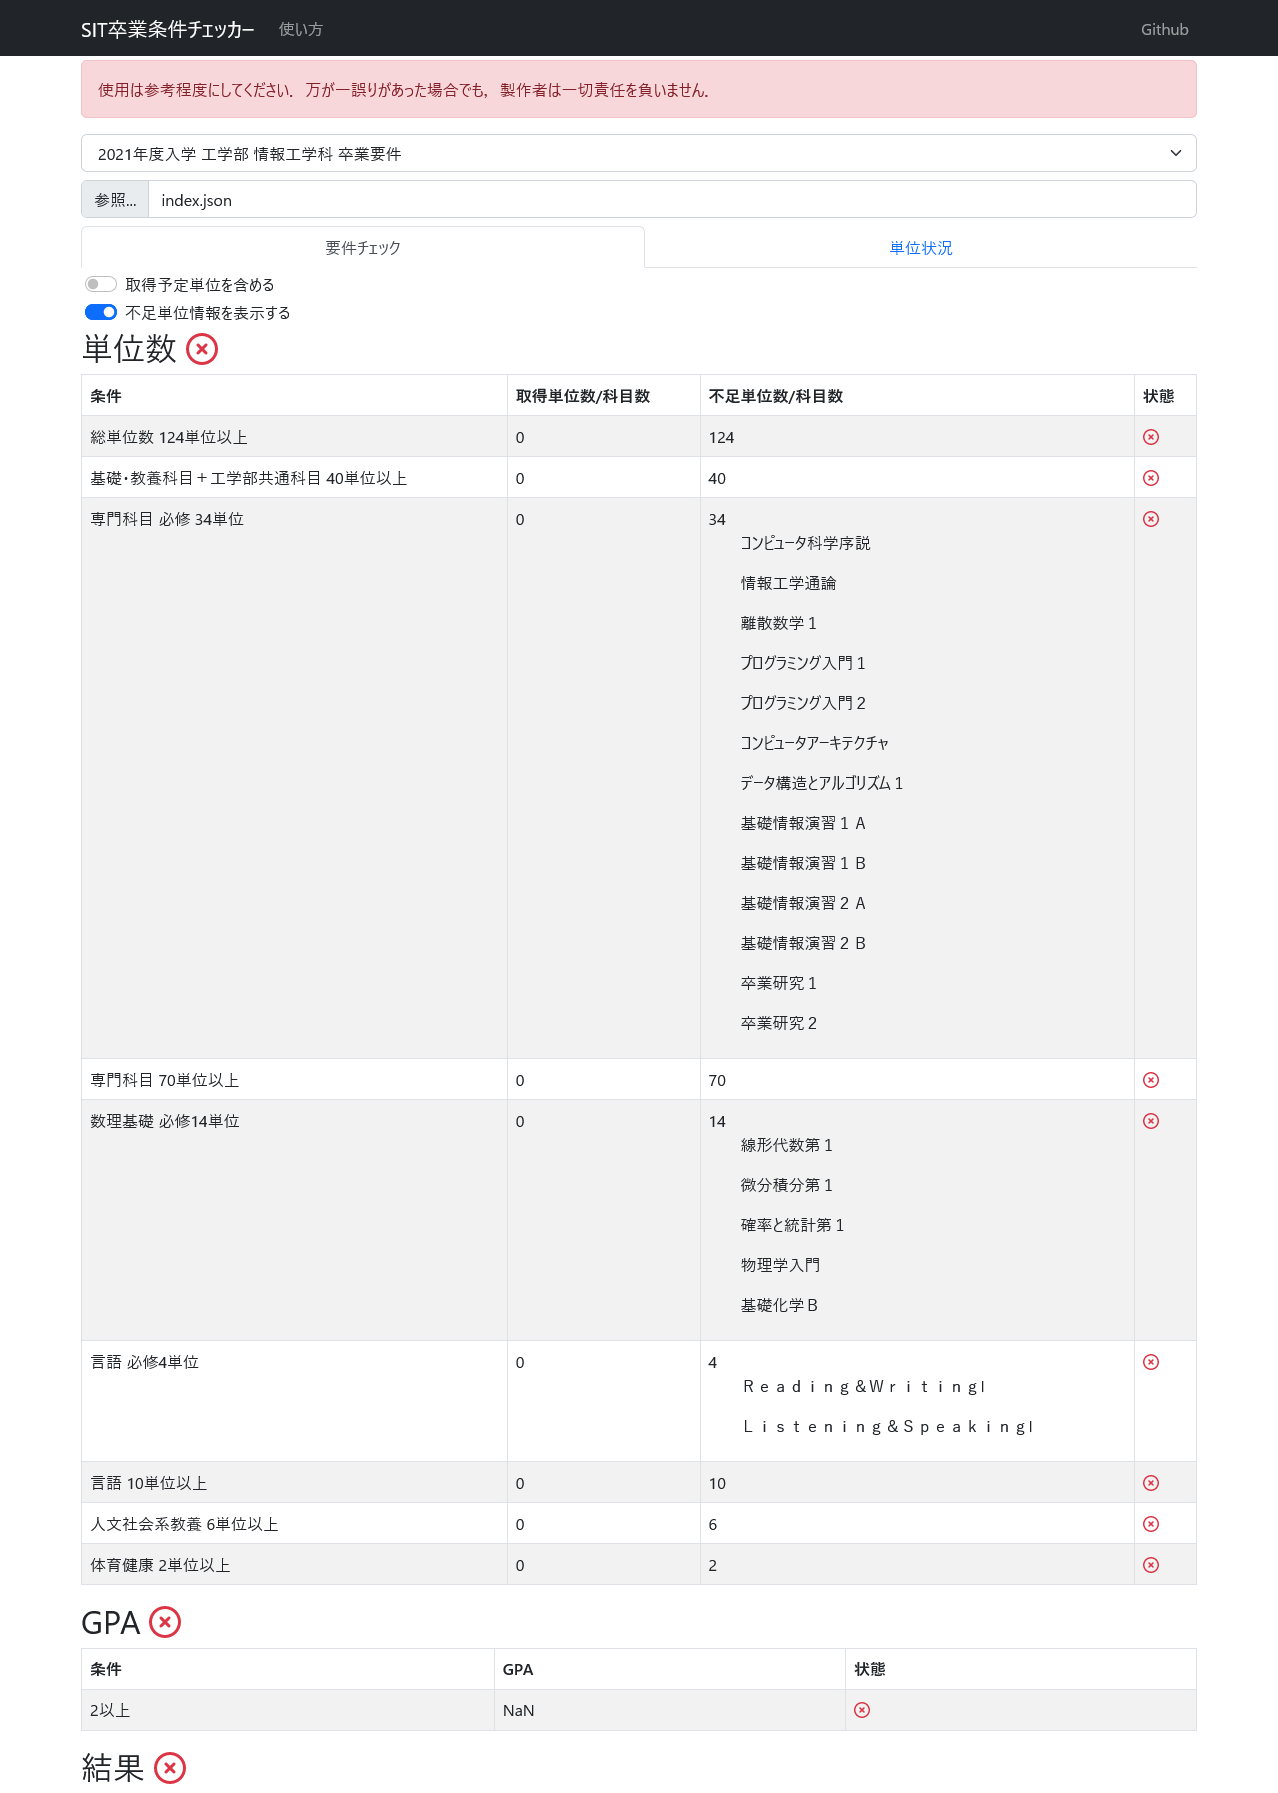 SIT卒業条件チェッカー 使い方 Github
使用は参考程度にしてください．万が一誤りがあった場合でも，製作者は一切責任を負いません．
2021年度入学 工学部 情報工学科 卒業要件
参照... index.json
要件チェック 単位状況
取得予定単位を含める
不足単位情報を表示する
単位数
条件 取得単位数/科目数 不足単位数/科目数 状態
総単位数 124単位以上 0 124
基礎・教養科目＋工学部共通科目 40単位以上 0 40
専門科目 必修 34単位 0 34
コンピュータ科学序説
情報工学通論
離散数学１
プログラミング入門１
プログラミング入門２
コンピュータアーキテクチャ
データ構造とアルゴリズム１
基礎情報演習１Ａ
基礎情報演習１Ｂ
基礎情報演習２Ａ
基礎情報演習２Ｂ
卒業研究１
卒業研究２
専門科目 70単位以上 0 70
数理基礎 必修14単位 0 14
線形代数第１
微分積分第１
確率と統計第１
物理学入門
基礎化学Ｂ
言語 必修4単位 0 4
Ｒｅａｄｉｎｇ＆ＷｒｉｔｉｎｇI
Ｌｉｓｔｅｎｉｎｇ＆ＳｐｅａｋｉｎｇI
言語 10単位以上 0 10
人文社会系教養 6単位以上 0 6
体育健康 2単位以上 0 2
GPA
条件 GPA 状態
2以上 NaN
結果